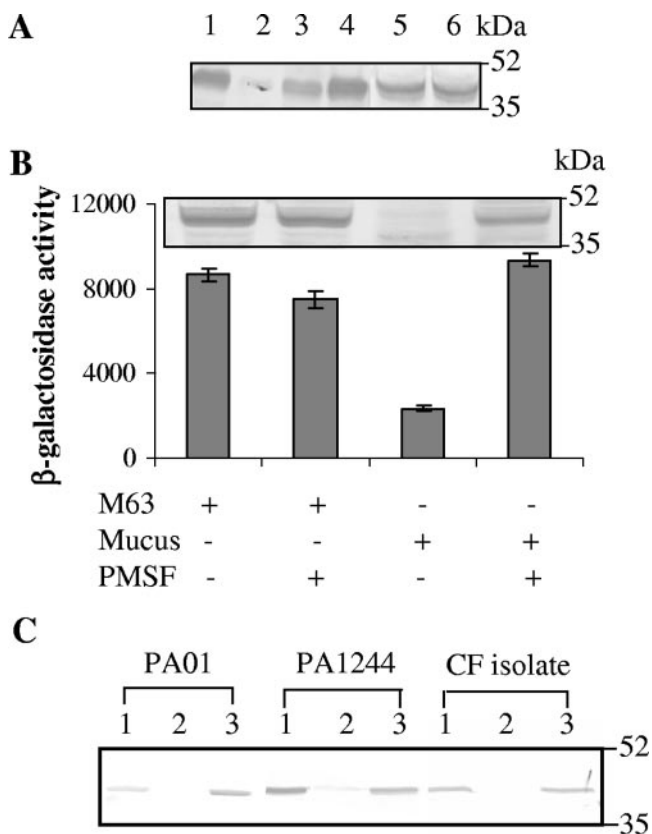 A
1 2 3 4 5 6 kDa
52
35
B
kDa
β-galactosidase activity
12000
8000
4000
0
52
35
M63 + + - -
Mucus - - + +
PMSF - + - +
C
PA01 PA1244 CF isolate
1 2 3 1 2 3 1 2 3
52
35